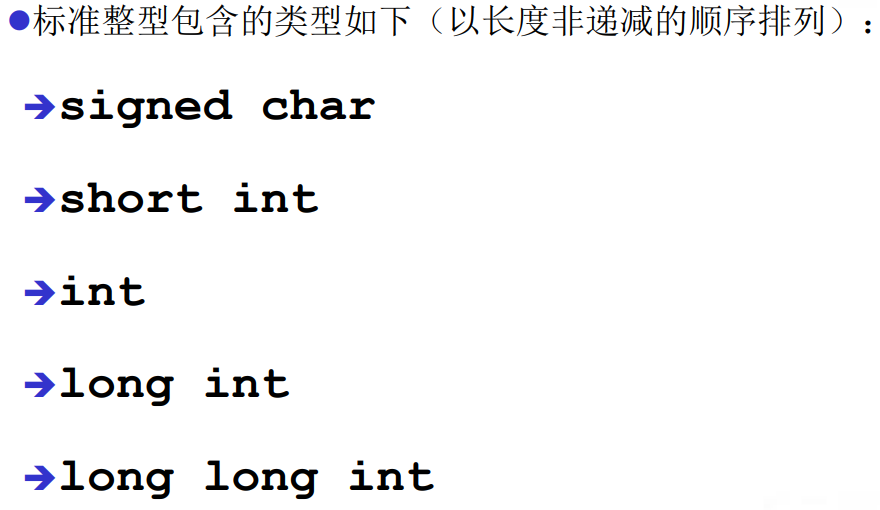 ●标准整型包含的类型如下（以长度非递减的顺序排列）：
➔signed char
➔short int
➔int
➔long int
➔long long int